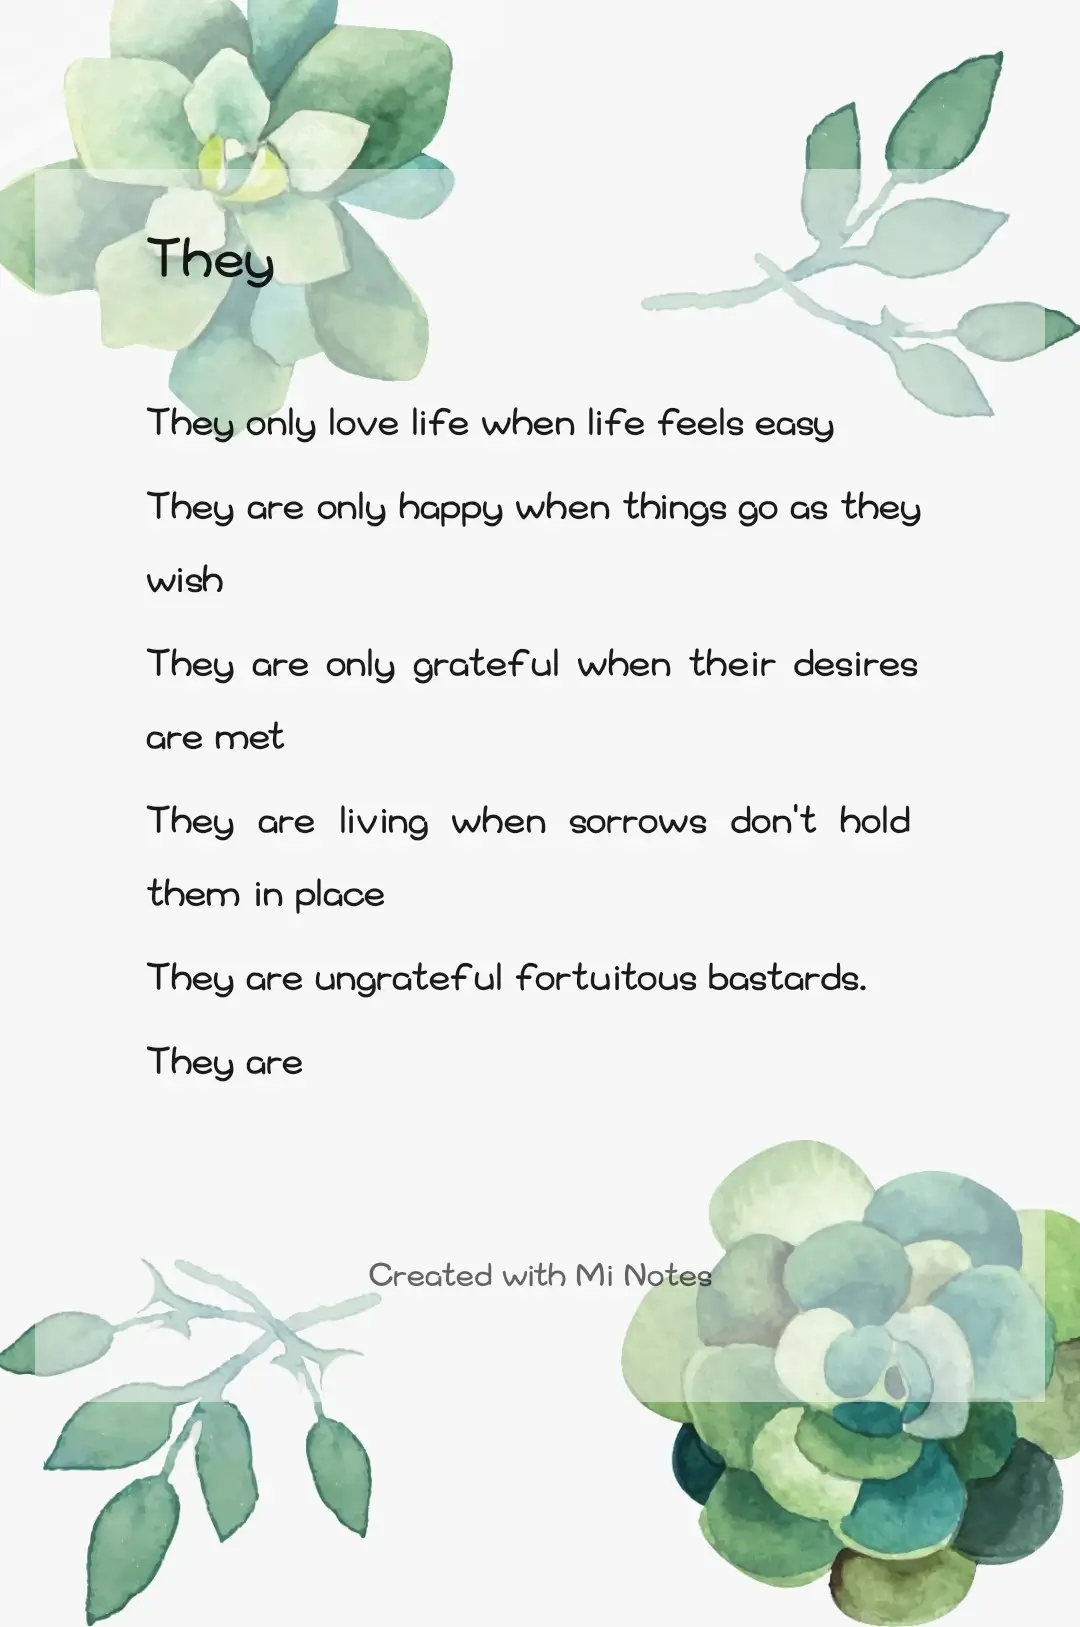 They
They only love life when life feels easy
They are only happy when things go as they
wish
They are only grateful when their desires
are met
They are living when sorrows don't hold
them in place
They are ungrateful fortuitous bastards.
They are
Created with Mi Notes